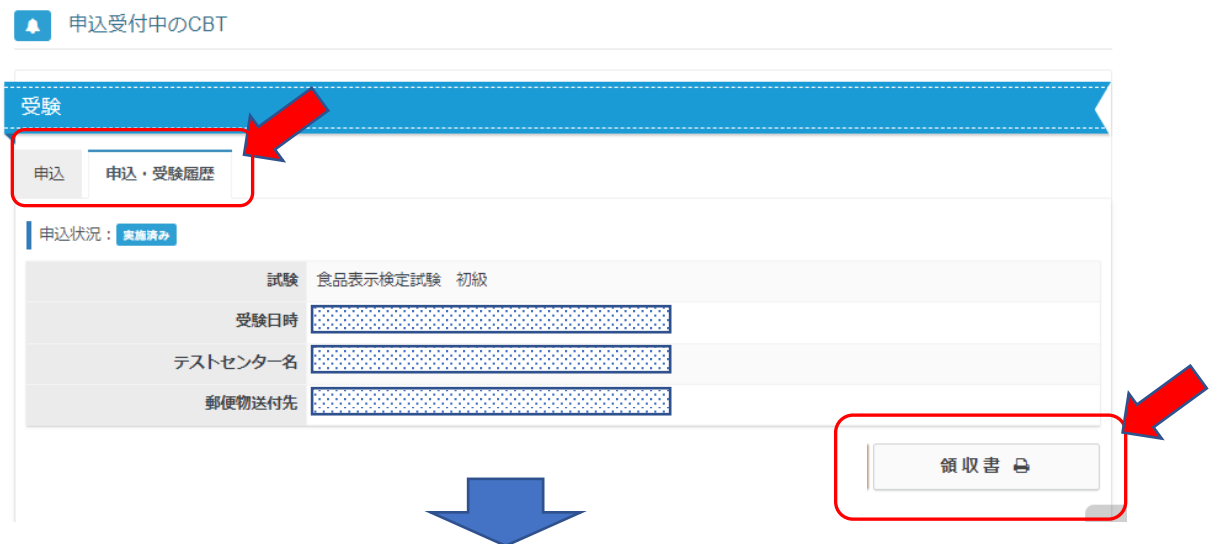 申込受付中のCBT
受験
申込 申込・受験履歴
申込状況：実施済み
試験 食品表示検定試験　初級
受験日時
テストセンター名
郵便物送付先
領収書